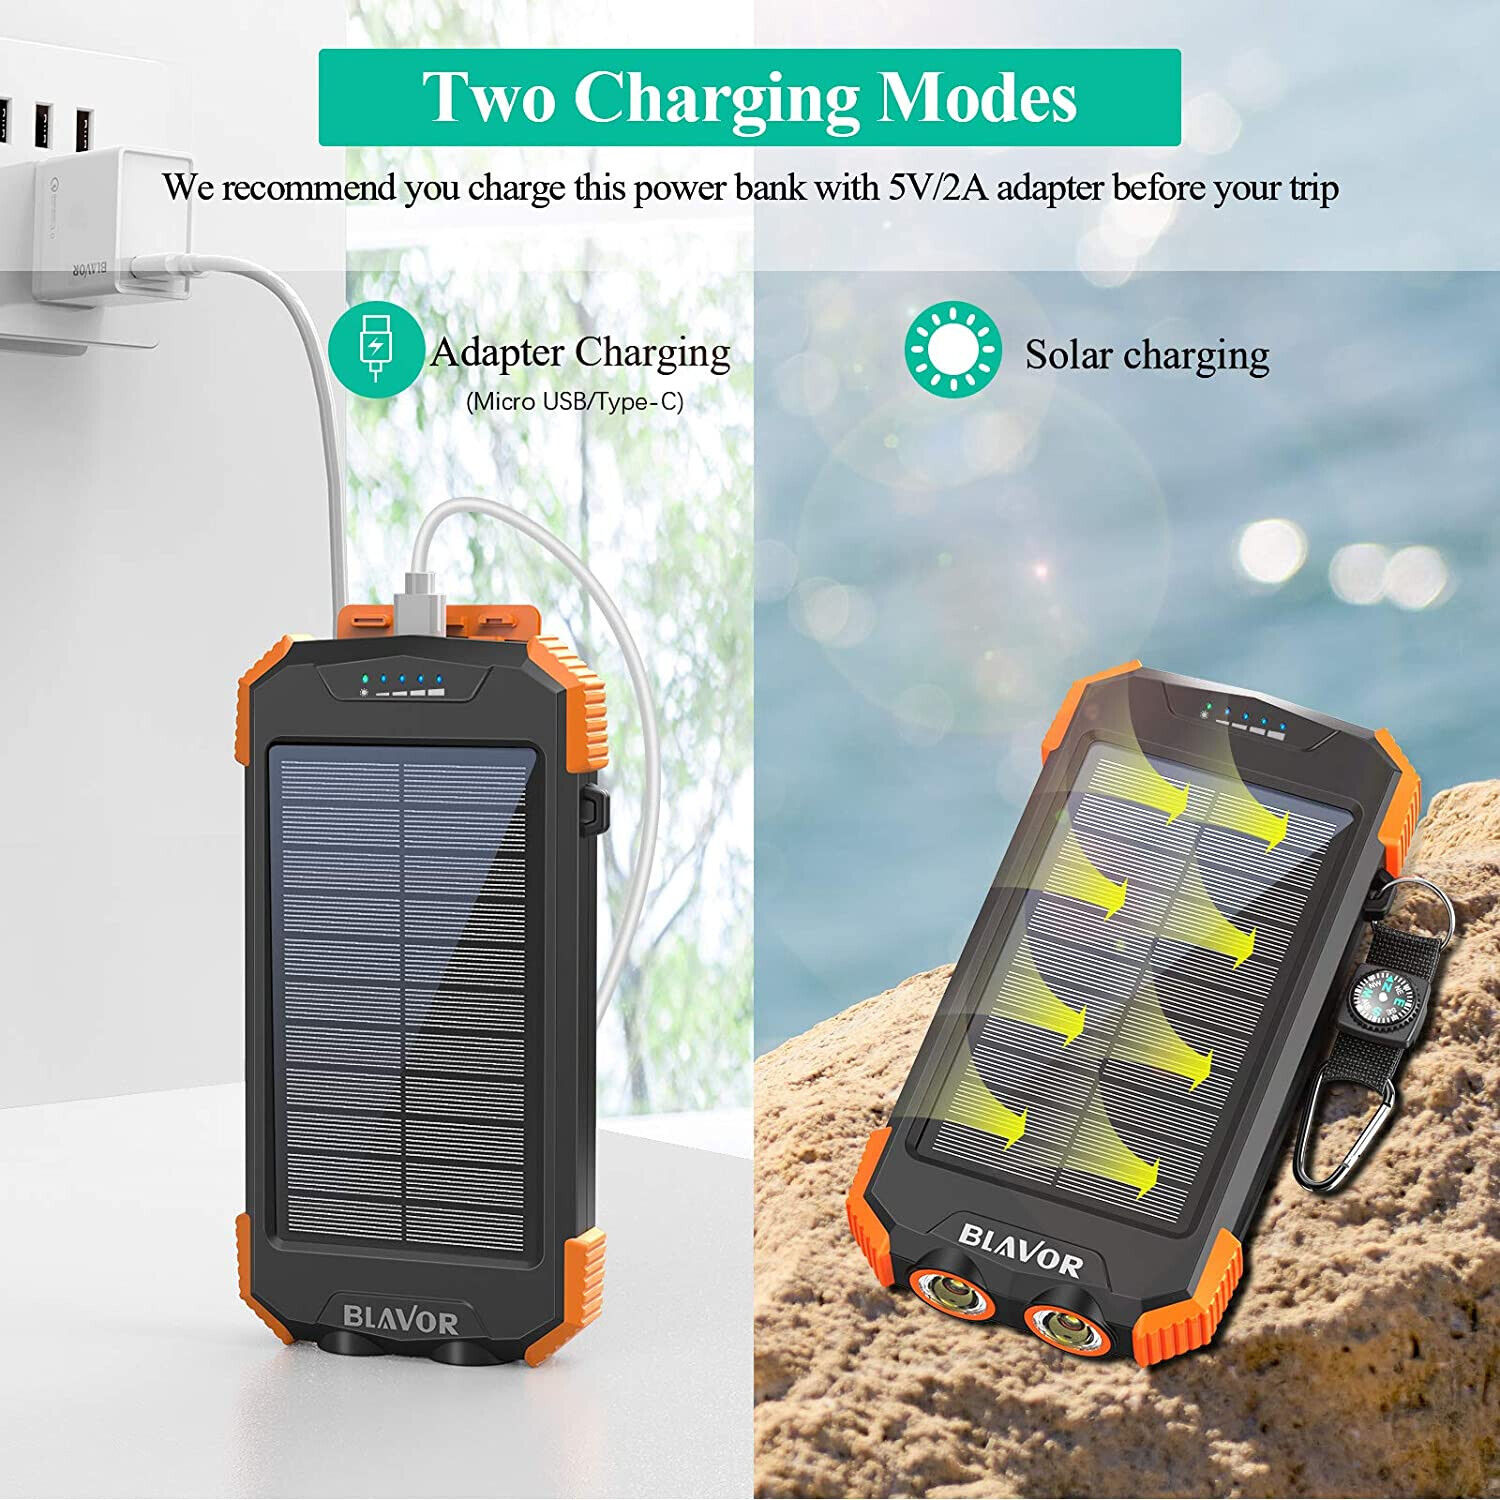 Two Charging Modes
We recommend you charge this power bank with 5V/2A adapter before your trip
BLAVOR
Adapter Charging
(Micro USB/Type-C)
Solar charging
N
E
BLAVOR
BLAVOR